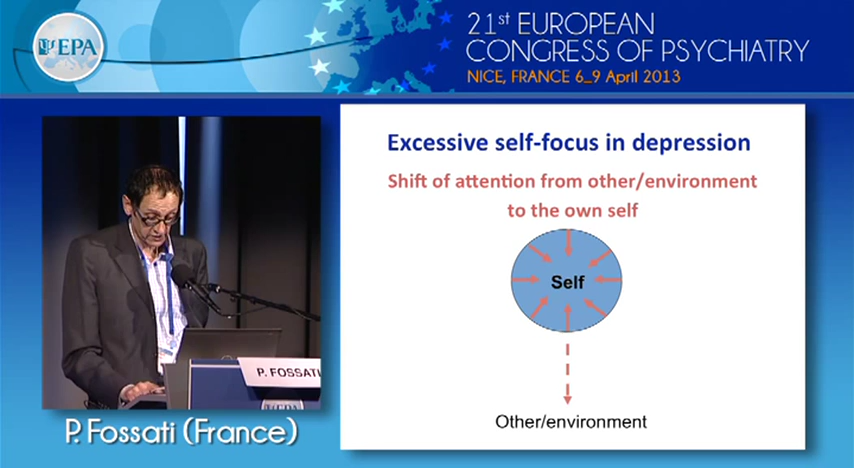 EPA
21st EUROPEAN
CONGRESS OF PSYCHIATRY
NICE, FRANCE 6_9 April 2013
Excessive self-focus in depression
Shift of attention from other/environment
to the own self
Self
Other/environment
P. FOSSATI
P. Fossati (France)